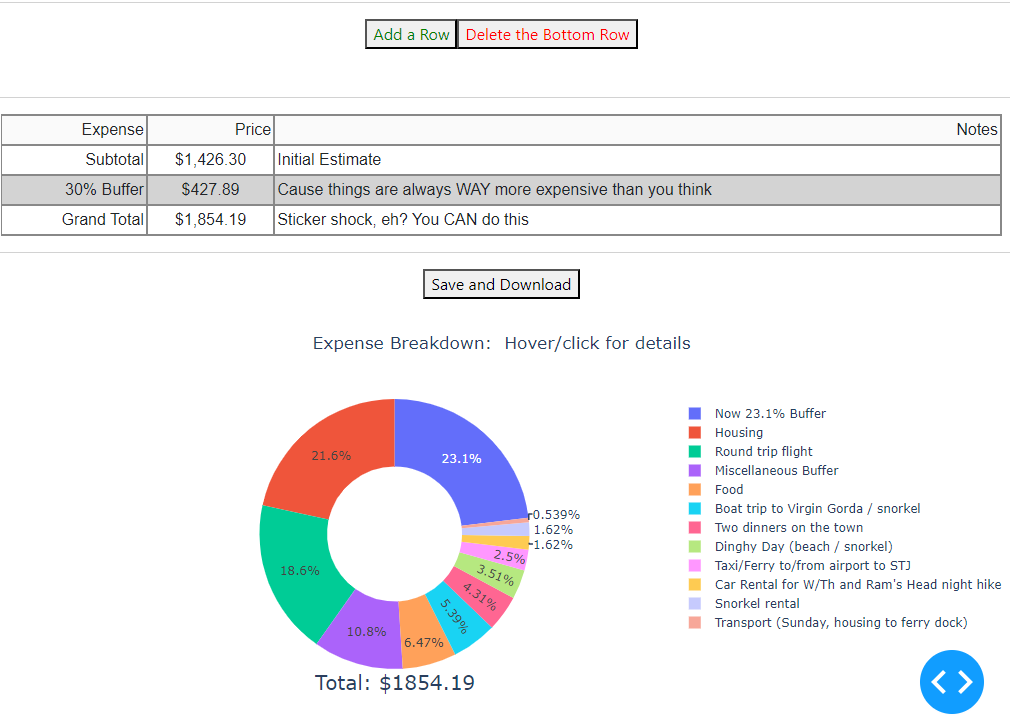 Add a Row Delete the Bottom Row
Expense Price Notes
Subtotal $1,426.30 Initial Estimate
30% Buffer $427.89 Cause things are always WAY more expensive than you think
Grand Total $1,854.19 Sticker shock, eh? You CAN do this
Save and Download
Expense Breakdown: Hover/click for details
23.1%
0.539%
1.62%
1.62%
2.5%
3.51%
4.31%
5.39%
6.47%
10.8%
18.6%
21.6%
Total: $1854.19
Now 23.1% Buffer
Housing
Round trip flight
Miscellaneous Buffer
Food
Boat trip to Virgin Gorda / snorkel
Two dinners on the town
Dinghy Day (beach / snorkel)
Taxi/Ferry to/from airport to STJ
Car Rental for W/Th and Ram's Head night hike
Snorkel rental
Transport (Sunday, housing to ferry dock)